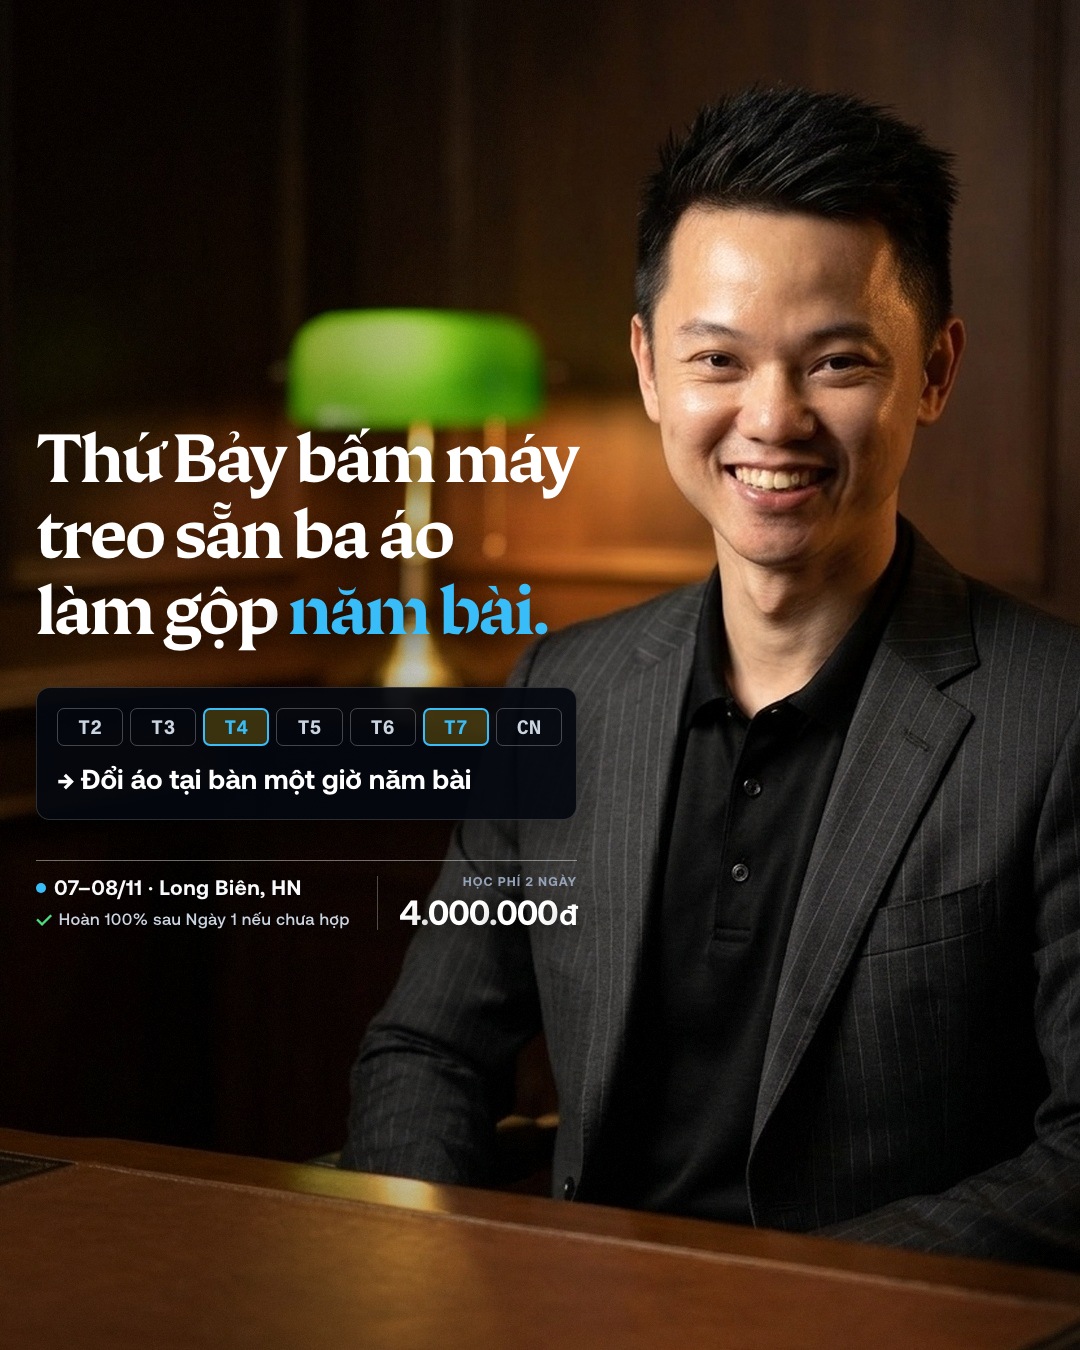 Thứ Bảy bấm máy
treo sẵn ba áo
làm gộp năm bài.
T2 T3 T4 T5 T6 T7 CN
→ Đổi áo tại bàn một giờ năm bài
07–08/11 · Long Biên, HN
✓ Hoàn 100% sau Ngày 1 nếu chưa hợp
HỌC PHÍ 2 NGÀY
4.000.000đ